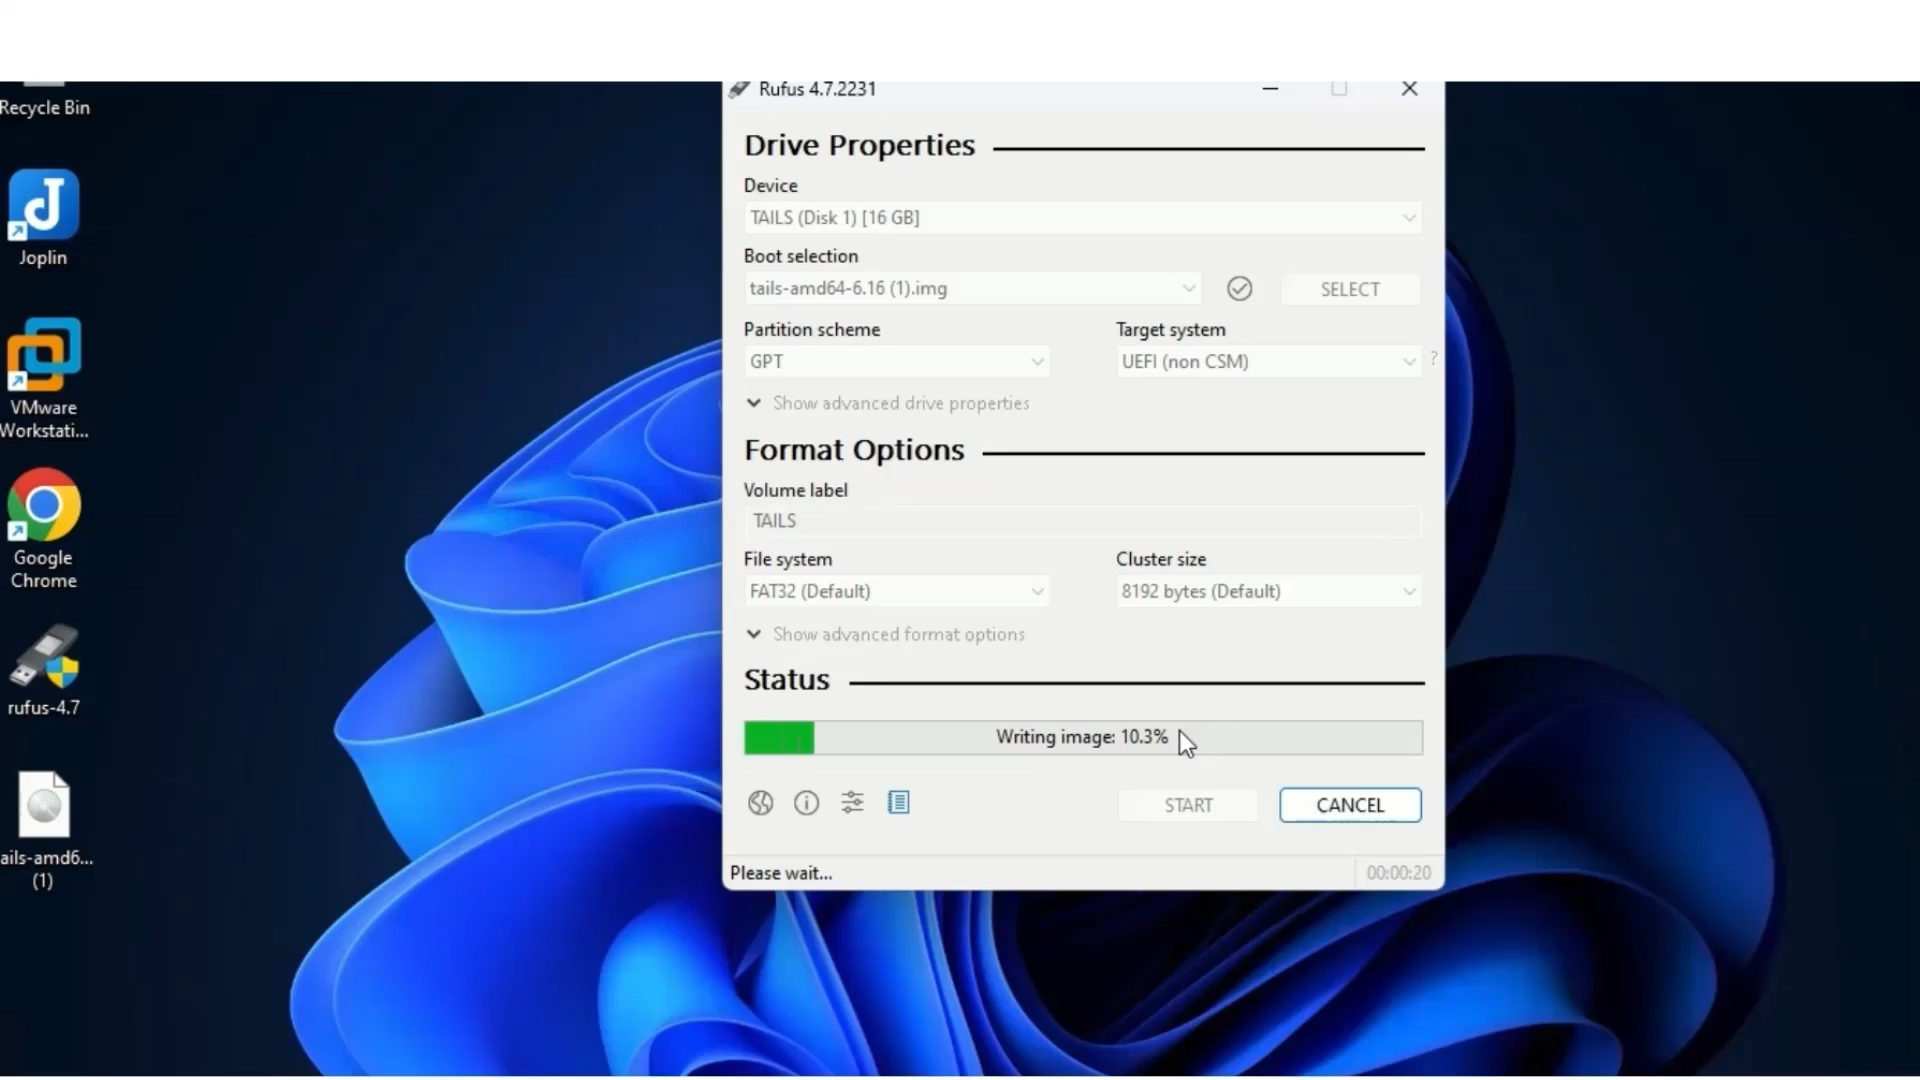 Recycle Bin
Joplin
VMware
Workstati...
Google
Chrome
rufus-4.7
ails-amd6...
(1)
Rufus 4.7.2231
Drive Properties
Device
TAILS (Disk 1) [16 GB]
Boot selection
tails-amd64-6.16 (1).img
SELECT
Partition scheme
Target system
GPT
UEFI (non CSM)
?
Show advanced drive properties
Format Options
Volume label
TAILS
File system
Cluster size
FAT32 (Default)
8192 bytes (Default)
Show advanced format options
Status
Writing image: 10.3%
START
CANCEL
Please wait...
00:00:20